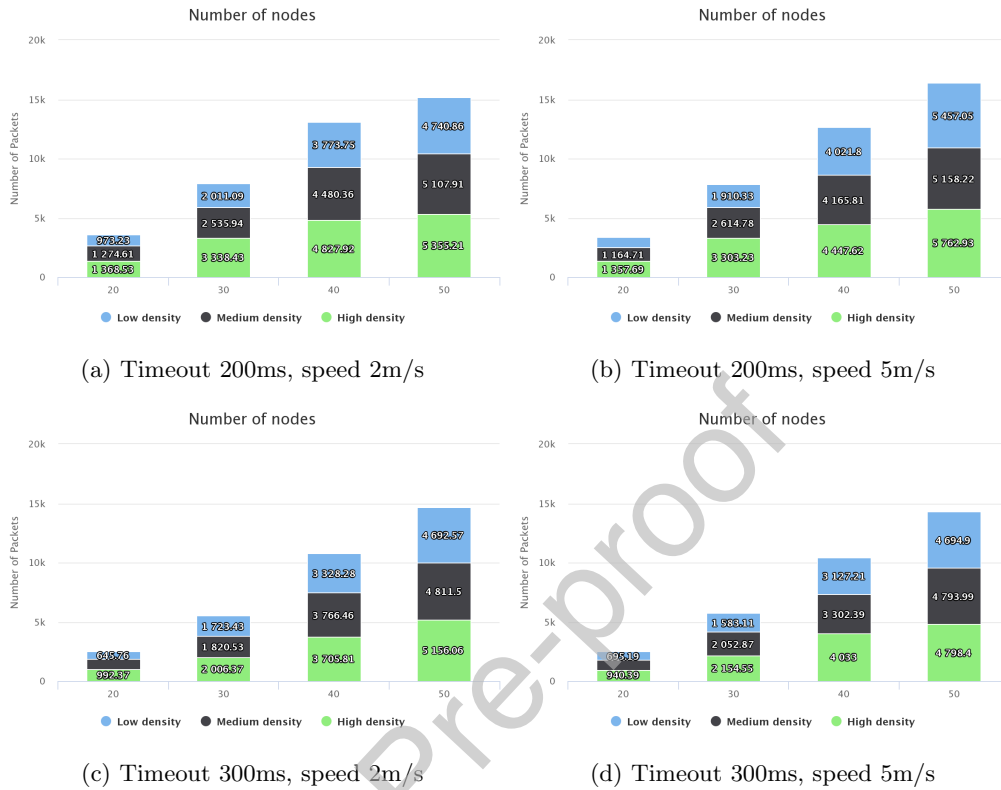 Number of nodes
20k
15k
10k
5k
0
Number of Packets
973.23
1 274.61
1 368.53
2 011.09
2 535.94
3 338.43
3 773.75
4 480.36
4 827.92
4 740.86
5 107.91
5 355.21
20 30 40 50
Low density Medium density High density
(a) Timeout 200ms, speed 2m/s
Number of nodes
20k
15k
10k
5k
0
Number of Packets
1 164.71
1 357.69
1 910.33
2 614.78
3 303.23
4 021.8
4 165.81
4 447.62
5 457.05
5 158.22
5 762.93
20 30 40 50
Low density Medium density High density
(b) Timeout 200ms, speed 5m/s
Number of nodes
20k
15k
10k
5k
0
Number of Packets
645.76
992.37
1 723.43
1 820.53
2 006.37
3 328.28
3 766.46
3 705.81
4 692.57
4 811.5
5 156.06
20 30 40 50
Low density Medium density High density
(c) Timeout 300ms, speed 2m/s
Number of nodes
20k
15k
10k
5k
0
Number of Packets
695.19
940.39
1 583.11
2 052.87
2 154.55
3 127.21
3 302.39
4 033
4 694.9
4 793.99
4 798.4
20 30 40 50
Low density Medium density High density
(d) Timeout 300ms, speed 5m/s
Pre-proof